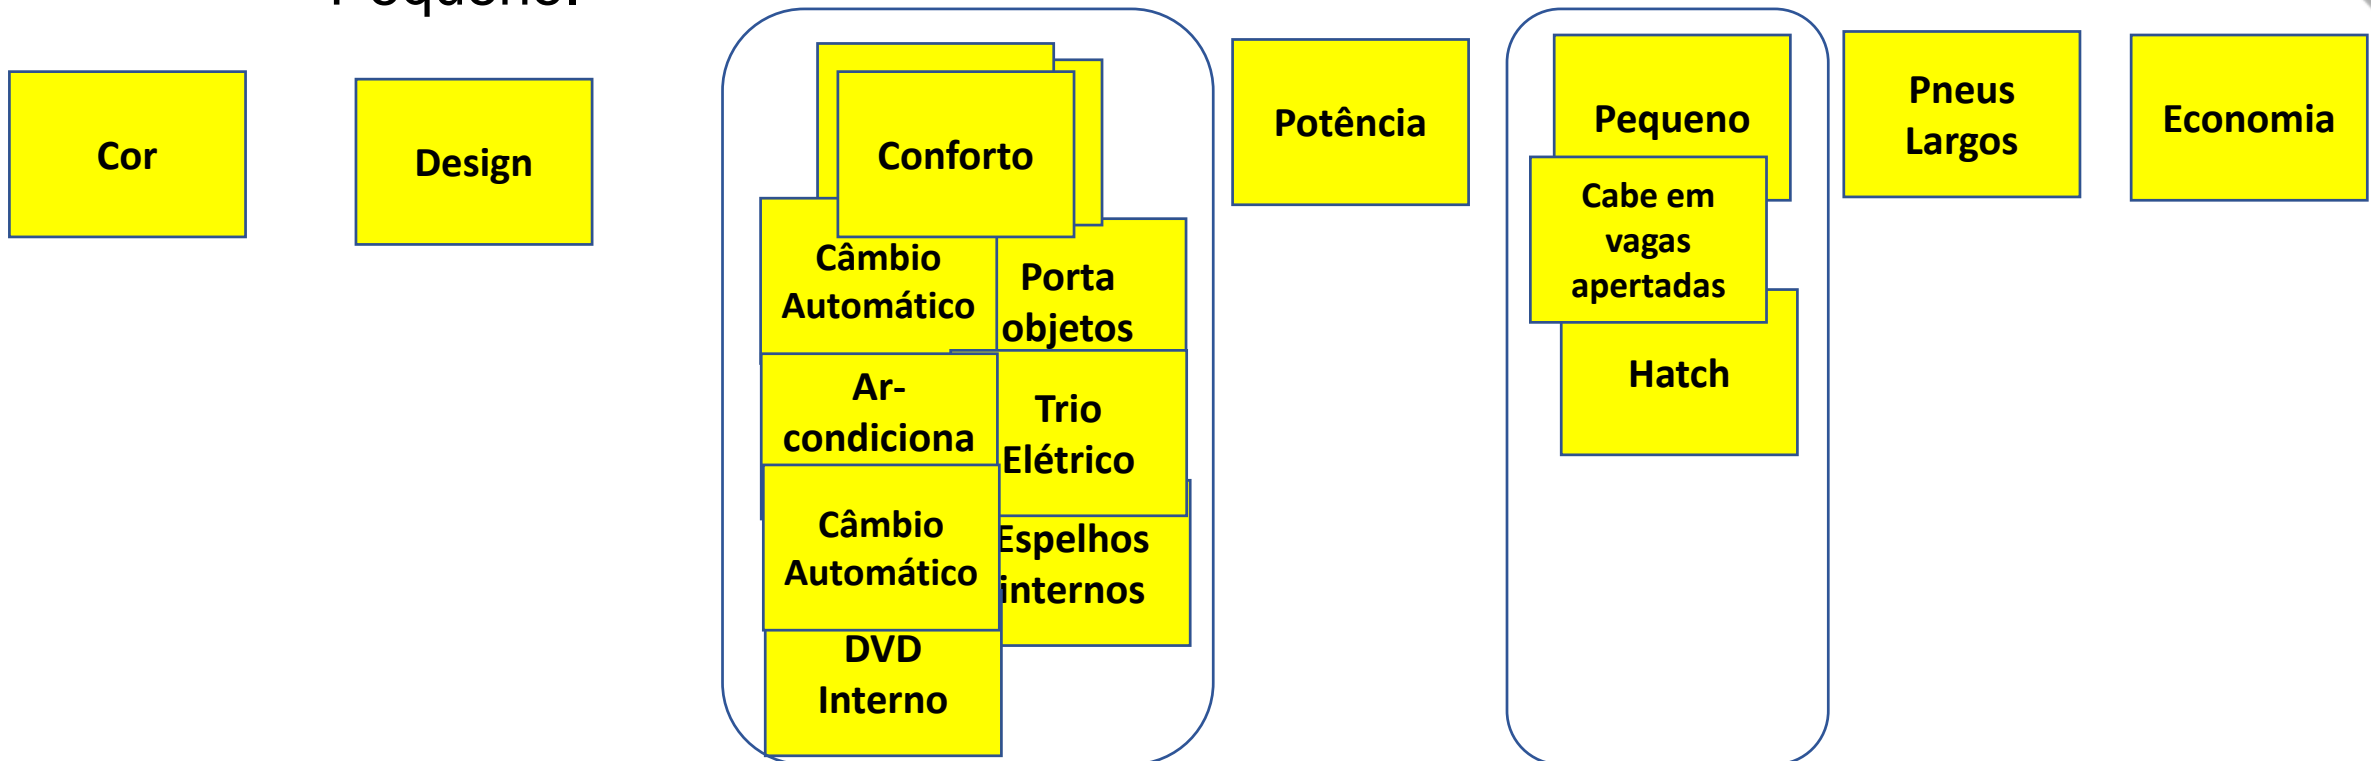 Pequeno.
Cor
Design
Conforto
Câmbio
Automático
Porta
objetos
Ar-
condiciona
Trio
Elétrico
Câmbio
Automático
Espelhos
internos
DVD
Interno
Potência
Pequeno
Cabe em
vagas
apertadas
Hatch
Pneus
Largos
Economia